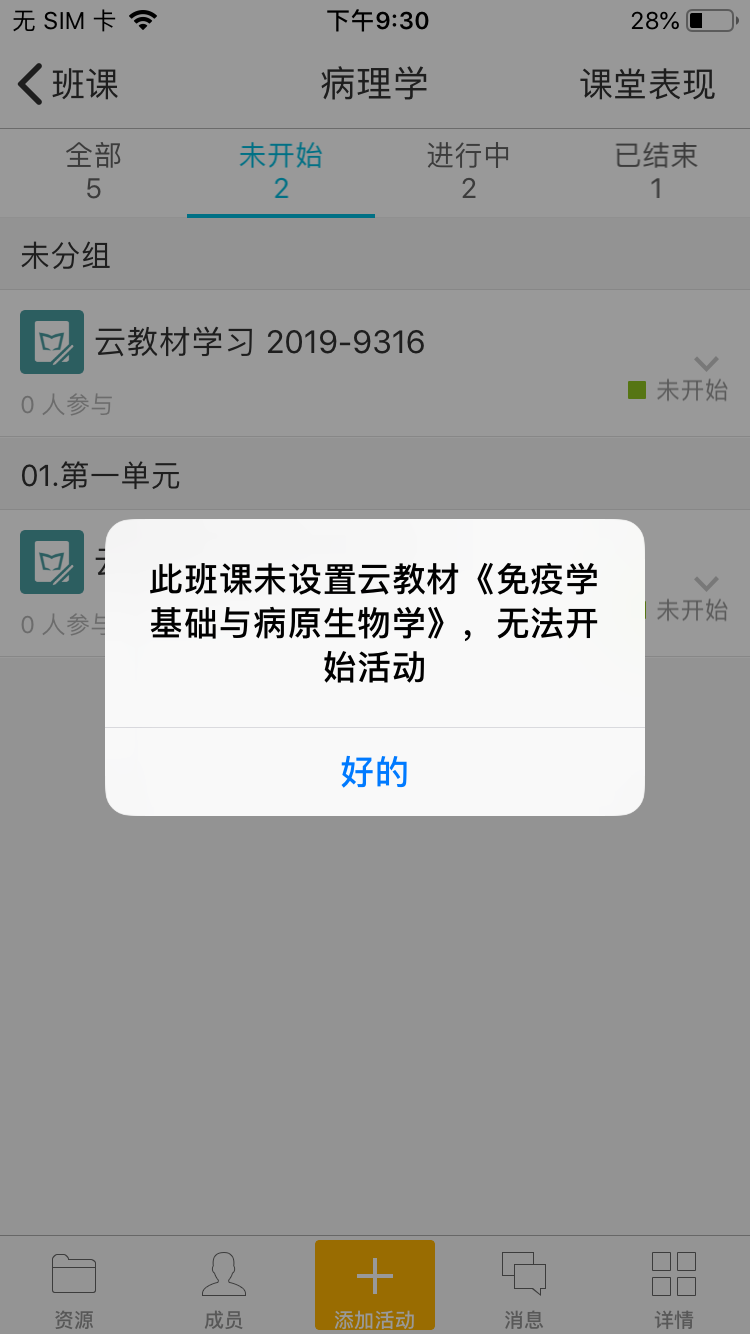 无 SIM 卡
下午9:30
28%
班课
病理学
课堂表现
全部
5
未开始
2
进行中
2
已结束
1
未分组
云教材学习 2019-9316
0 人参与
未开始
01.第一单元
0 人参与
未开始
此班课未设置云教材《免疫学
基础与病原生物学》，无法开
始活动
好的
资源
成员
添加活动
消息
详情